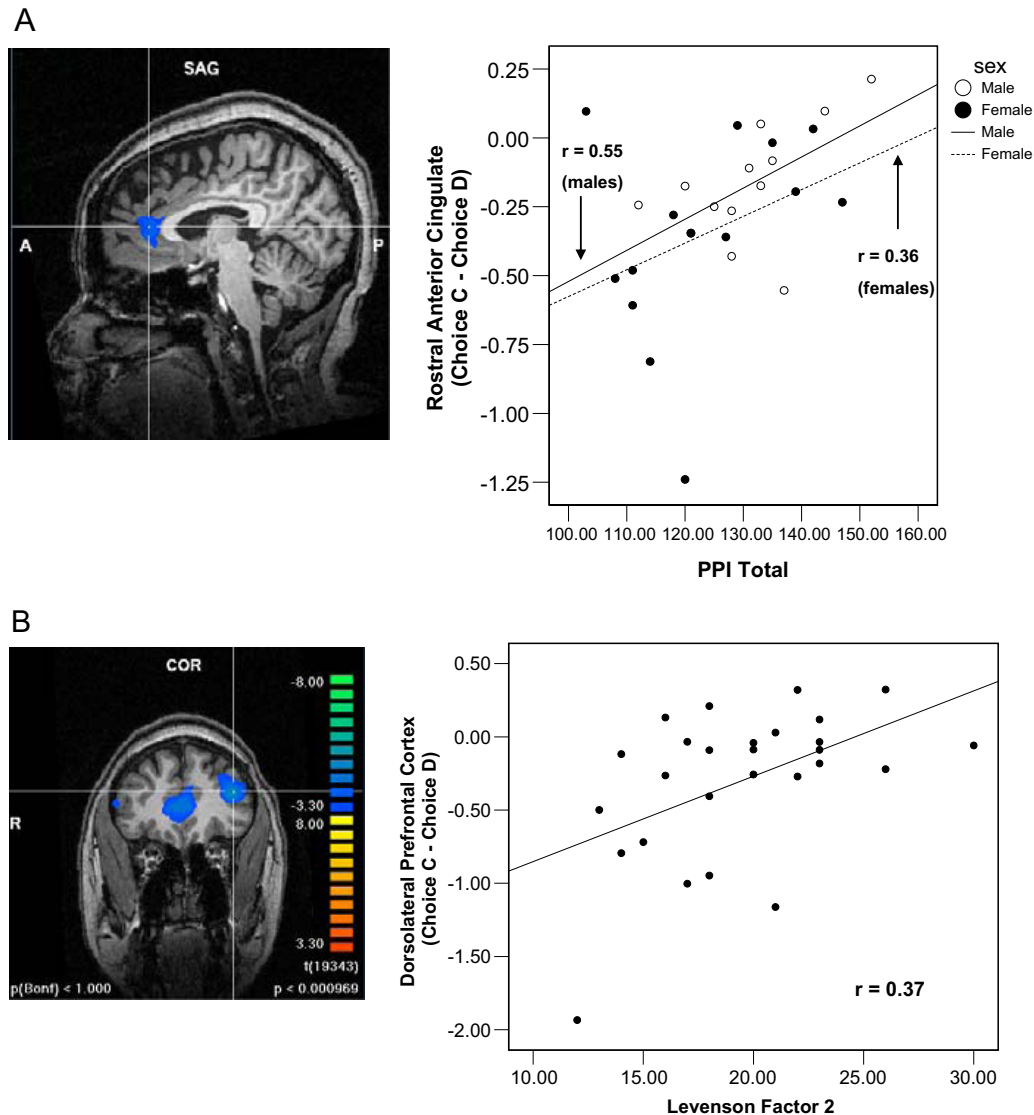 A
SAG
A
P
Rostral Anterior Cingulate
(Choice C - Choice D)
0.25
0.00
-0.25
-0.50
-0.75
-1.00
-1.25
r = 0.55
(males)
r = 0.36
(females)
sex
Male
Female
Male
Female
100.00 110.00 120.00 130.00 140.00 150.00 160.00
PPI Total
B
COR
R
-8.00
-3.30
8.00
3.30
t(19343)
p(Bonf) < 1.000
p < 0.000969
Dorsolateral Prefrontal Cortex
(Choice C - Choice D)
0.50
0.00
-0.50
-1.00
-1.50
-2.00
r = 0.37
10.00 15.00 20.00 25.00 30.00
Levenson Factor 2